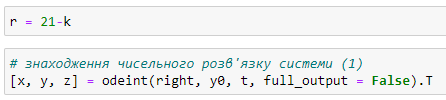 r = 21-k
# знаходження чисельного розв'язку системи (1)
[x, y, z] = odeint(right, y0, t, full_output = False).T